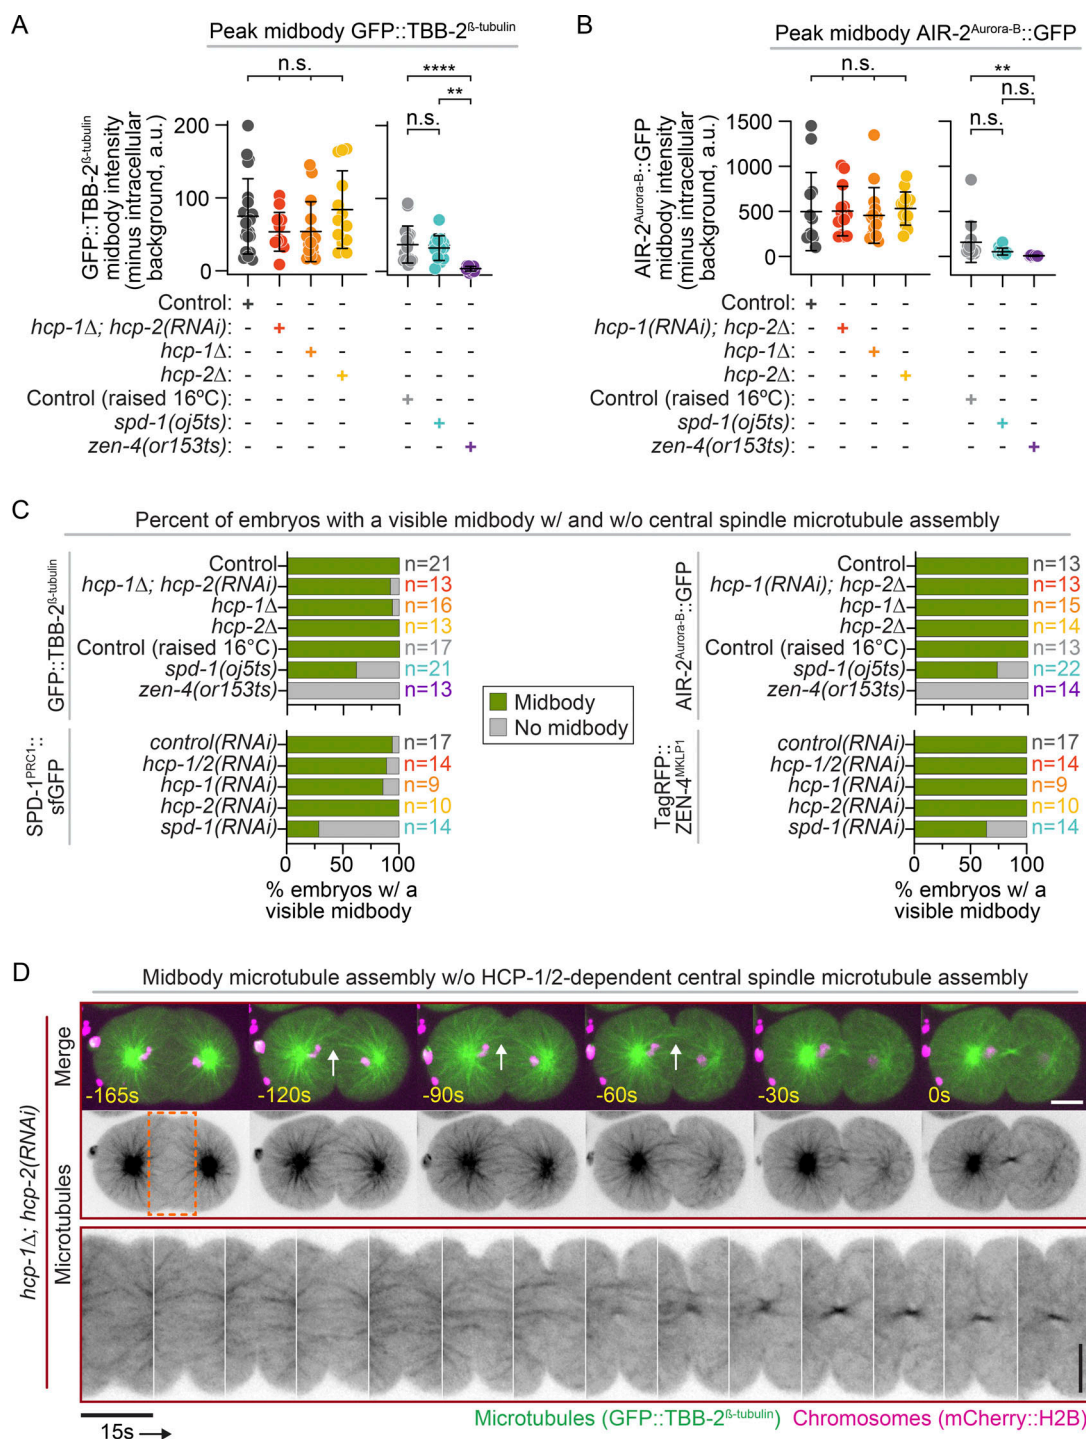 A
Peak midbody GFP::TBB-2ᵝ⁻ᵗᵘᵇᵘˡⁱⁿ
n.s.
****
**
n.s.
GFP::TBB-2ᵝ⁻ᵗᵘᵇᵘˡⁱⁿ
midbody intensity
(minus intracellular
background, a.u.)
200
100
0
Control: + - - - - - -
hcp-1Δ; hcp-2(RNAi): - + - - - - -
hcp-1Δ: - - + - - - -
hcp-2Δ: - - - + - - -
Control (raised 16ºC): - - - - + - -
spd-1(oj5ts): - - - - - + -
zen-4(or153ts): - - - - - - +
B
Peak midbody AIR-2ᴬᵘʳᵒʳᵃ⁻ᴮ::GFP
n.s.
**
n.s.
n.s.
AIR-2ᴬᵘʳᵒʳᵃ⁻ᴮ::GFP
midbody intensity
(minus intracellular
background, a.u.)
1500
1000
500
0
Control: + - - - - - -
hcp-1(RNAi); hcp-2Δ: - + - - - - -
hcp-1Δ: - - + - - - -
hcp-2Δ: - - - + - - -
Control (raised 16ºC): - - - - + - -
spd-1(oj5ts): - - - - - + -
zen-4(or153ts): - - - - - - +
C
Percent of embryos with a visible midbody w/ and w/o central spindle microtubule assembly
GFP::TBB-2ᵝ⁻ᵗᵘᵇᵘˡⁱⁿ
Control n=21
hcp-1Δ; hcp-2(RNAi) n=13
hcp-1Δ n=16
hcp-2Δ n=13
Control (raised 16°C) n=17
spd-1(oj5ts) n=21
zen-4(or153ts) n=13
SPD-1ᴾᴿᶜ¹::
sfGFP
control(RNAi) n=17
hcp-1/2(RNAi) n=14
hcp-1(RNAi) n=9
hcp-2(RNAi) n=10
spd-1(RNAi) n=14
0 50 100
% embryos w/ a
visible midbody
Midbody
No midbody
AIR-2ᴬᵘʳᵒʳᵃ⁻ᴮ::GFP
Control n=13
hcp-1(RNAi); hcp-2Δ n=13
hcp-1Δ n=15
hcp-2Δ n=14
Control (raised 16°C) n=13
spd-1(oj5ts) n=22
zen-4(or153ts) n=14
TagRFP::
ZEN-4ᴹᴷᴸᴾ¹
control(RNAi) n=17
hcp-1/2(RNAi) n=14
hcp-1(RNAi) n=9
hcp-2(RNAi) n=10
spd-1(RNAi) n=14
0 50 100
% embryos w/ a
visible midbody
D
Midbody microtubule assembly w/o HCP-1/2-dependent central spindle microtubule assembly
hcp-1Δ; hcp-2(RNAi)
Merge
-165s -120s -90s -60s -30s 0s
Microtubules
15s
Microtubules (GFP::TBB-2ᵝ⁻ᵗᵘᵇᵘˡⁱⁿ) Chromosomes (mCherry::H2B)